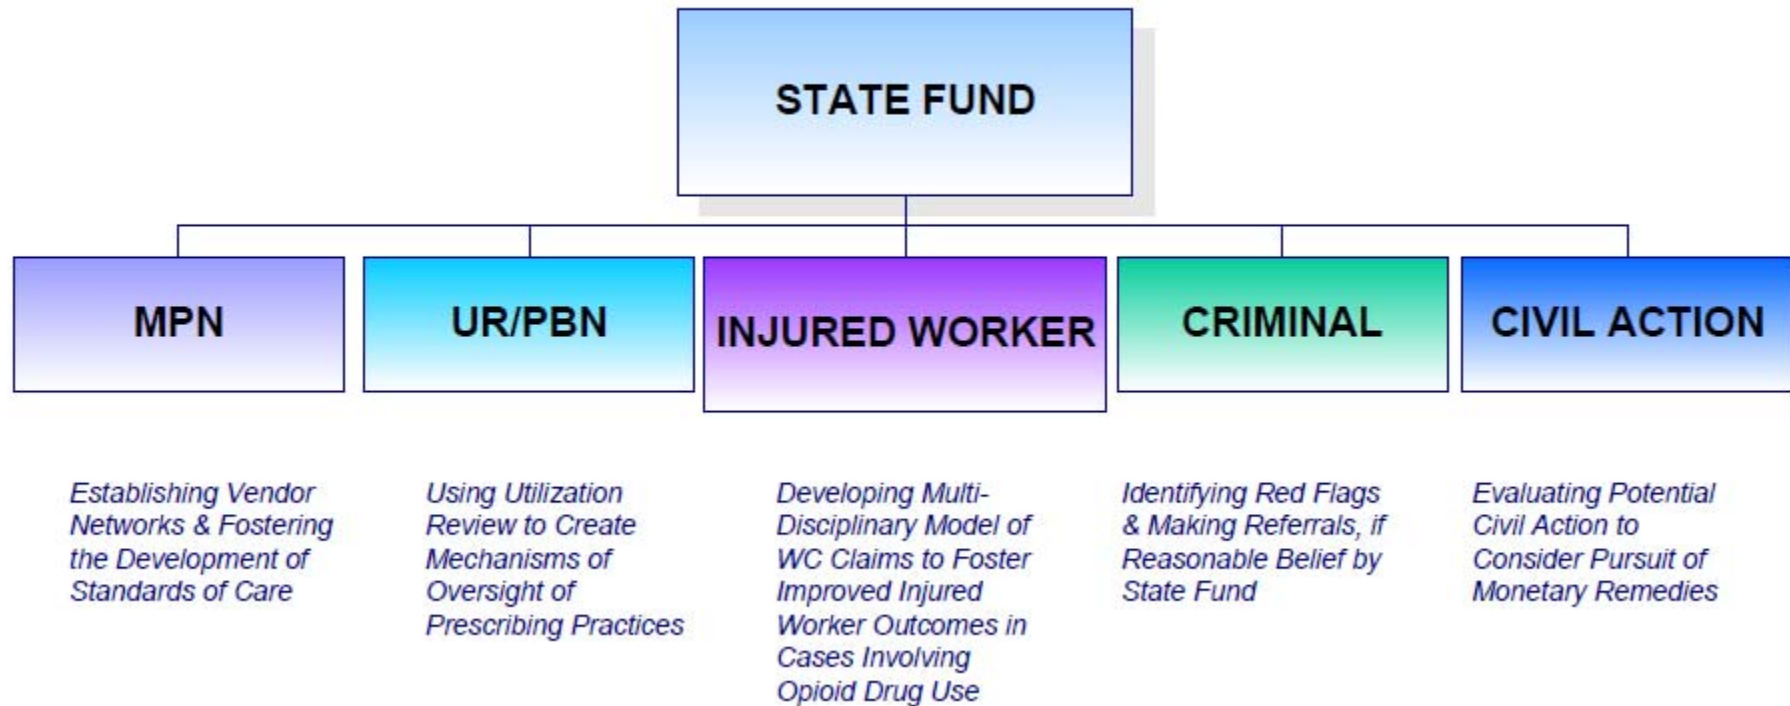 STATE FUND
MPN
UR/PBN
INJURED WORKER
CRIMINAL
CIVIL ACTION
Establishing Vendor
Networks & Fostering
the Development of
Standards of Care
Using Utilization
Review to Create
Mechanisms of
Oversight of
Prescribing Practices
Developing Multi-
Disciplinary Model of
WC Claims to Foster
Improved Injured
Worker Outcomes in
Cases Involving
Opioid Drug Use
Identifying Red Flags
& Making Referrals, if
Reasonable Belief by
State Fund
Evaluating Potential
Civil Action to
Consider Pursuit of
Monetary Remedies